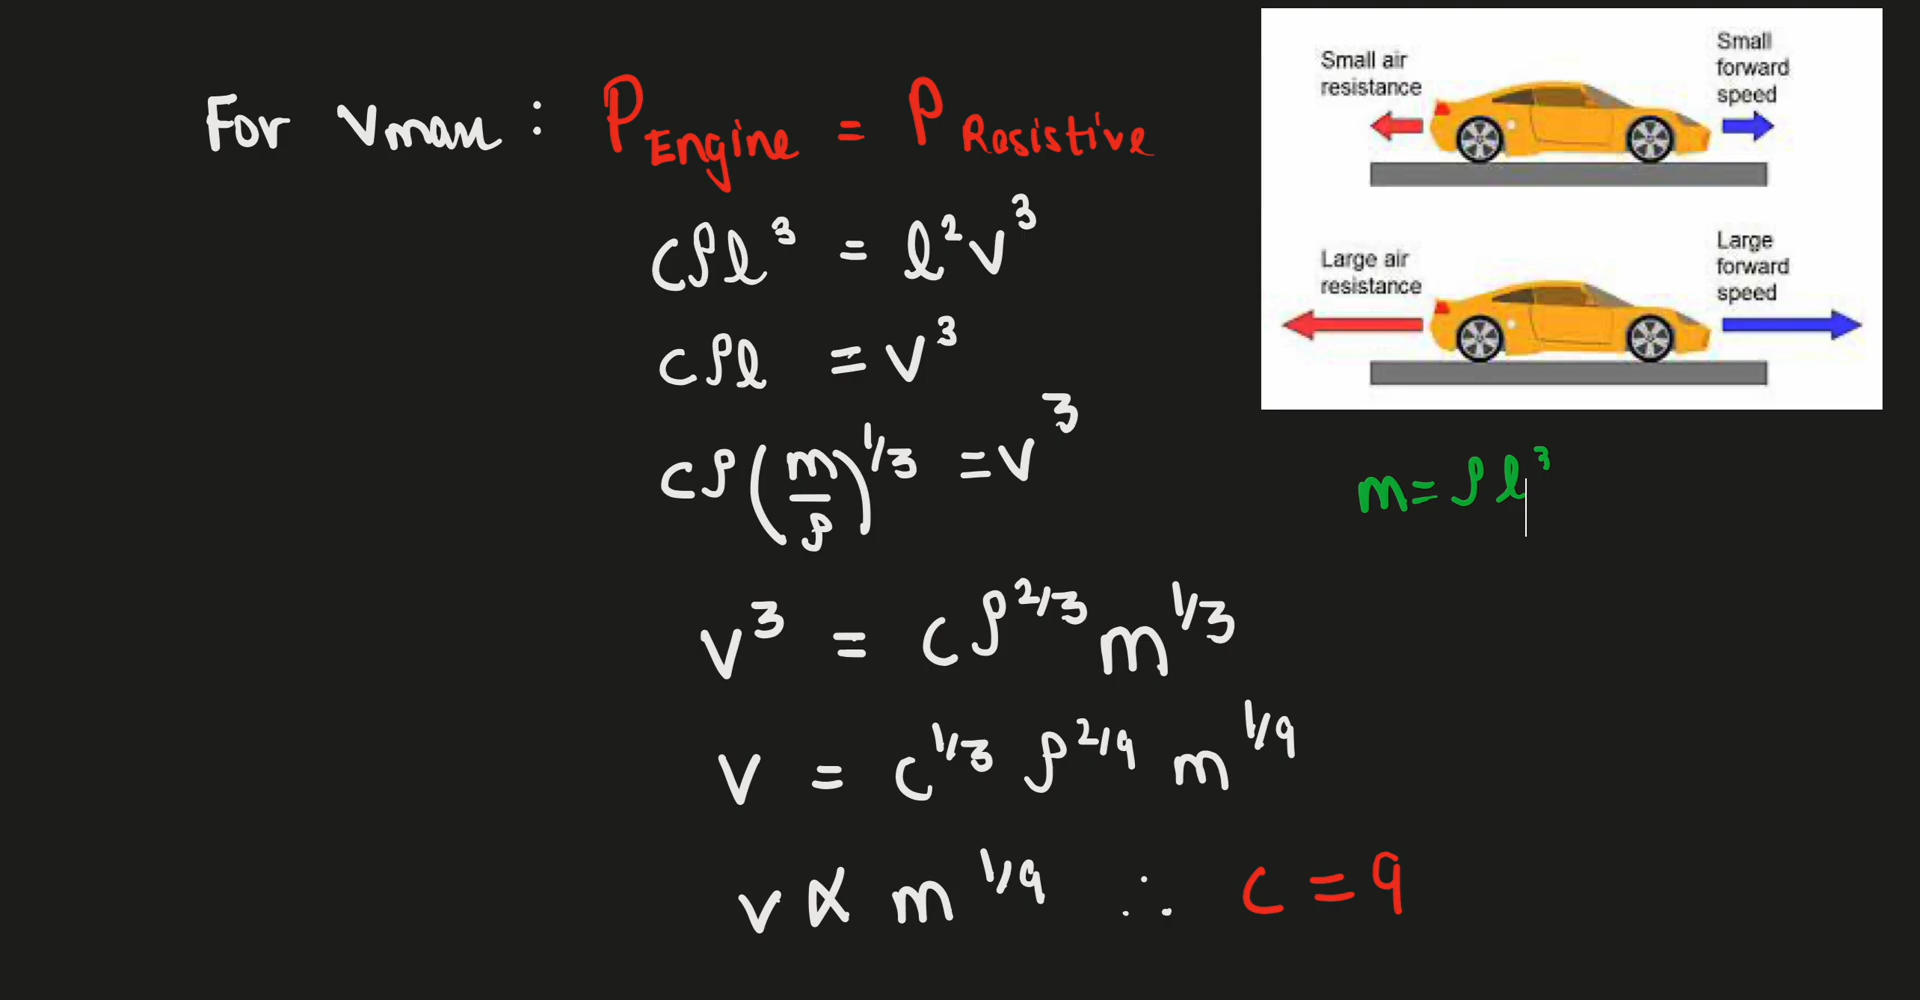 For vmax : P Engine = P Resistive
cρl³ = l²v³
cρl = v³
cρ(m/ρ)^1/3 = v³
v³ = cρ^2/3 m^1/3
v = c^1/3 ρ^2/9 m^1/9
v ∝ m^1/9 ∴ c = 9
Small air
resistance
Small
forward
speed
Large air
resistance
Large
forward
speed
m = ρl³